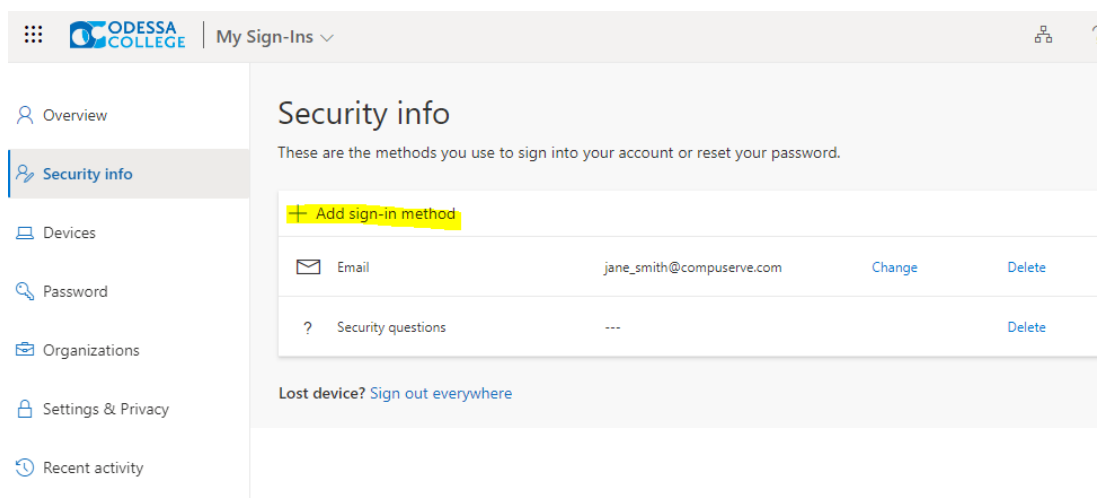 ODESSA
COLLEGE
My Sign-Ins
Overview
Security info
Devices
Password
Organizations
Settings & Privacy
Recent activity
Security info
These are the methods you use to sign into your account or reset your password.
+ Add sign-in method
Email jane_smith@compuserve.com Change Delete
? Security questions --- Delete
Lost device? Sign out everywhere